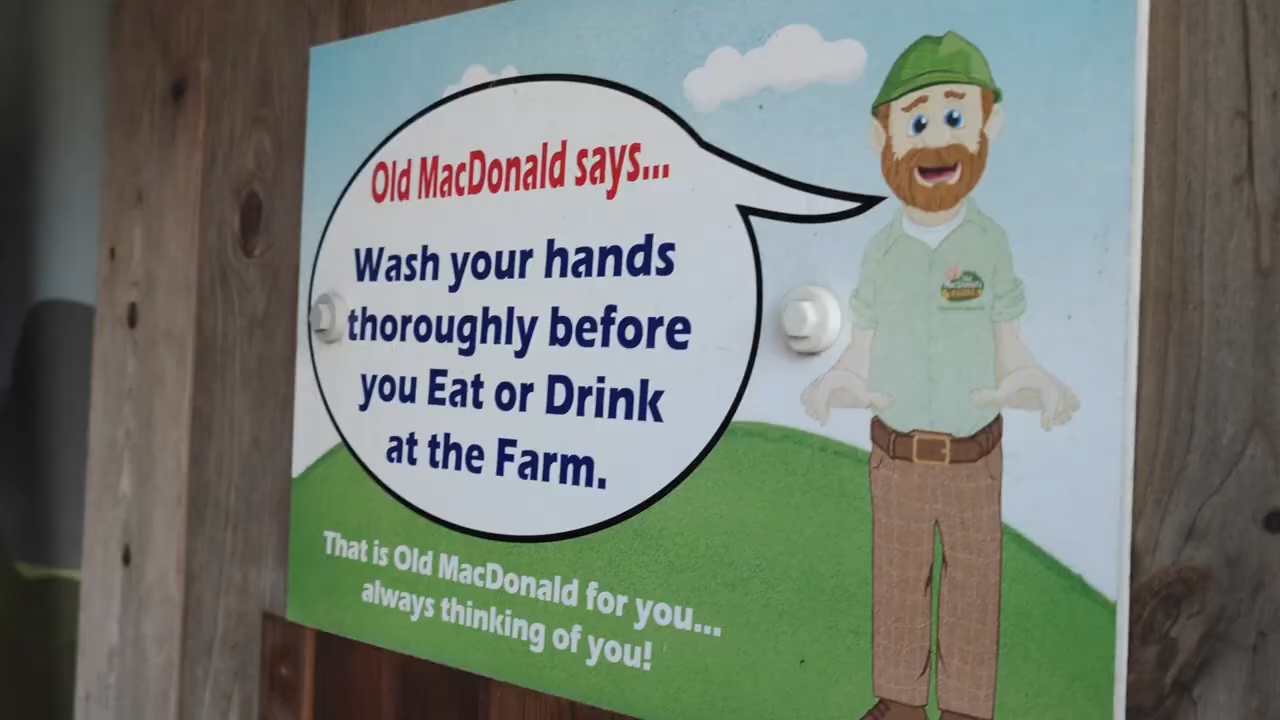 Old MacDonald says...
Wash your hands
thoroughly before
you Eat or Drink
at the Farm.
That is Old MacDonald for you...
always thinking of you!